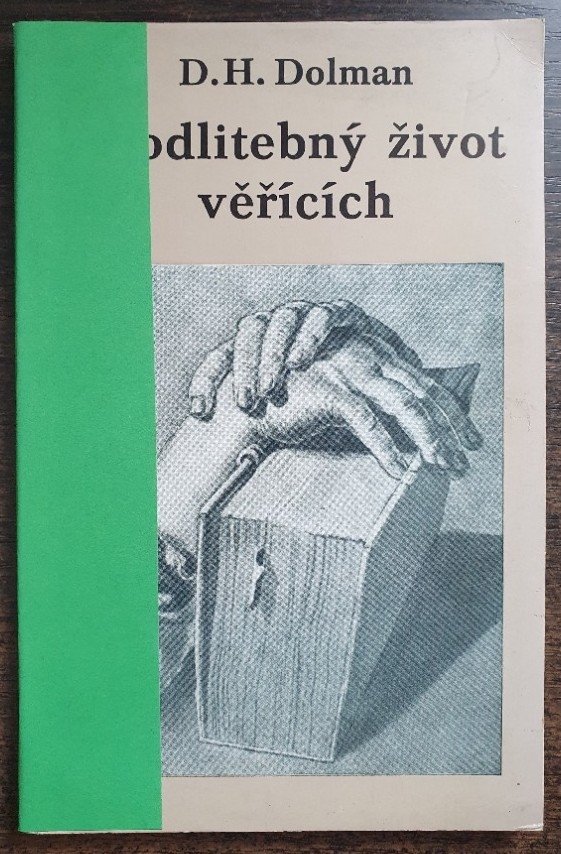 D. H. Dolman
odlitebný život
věřících